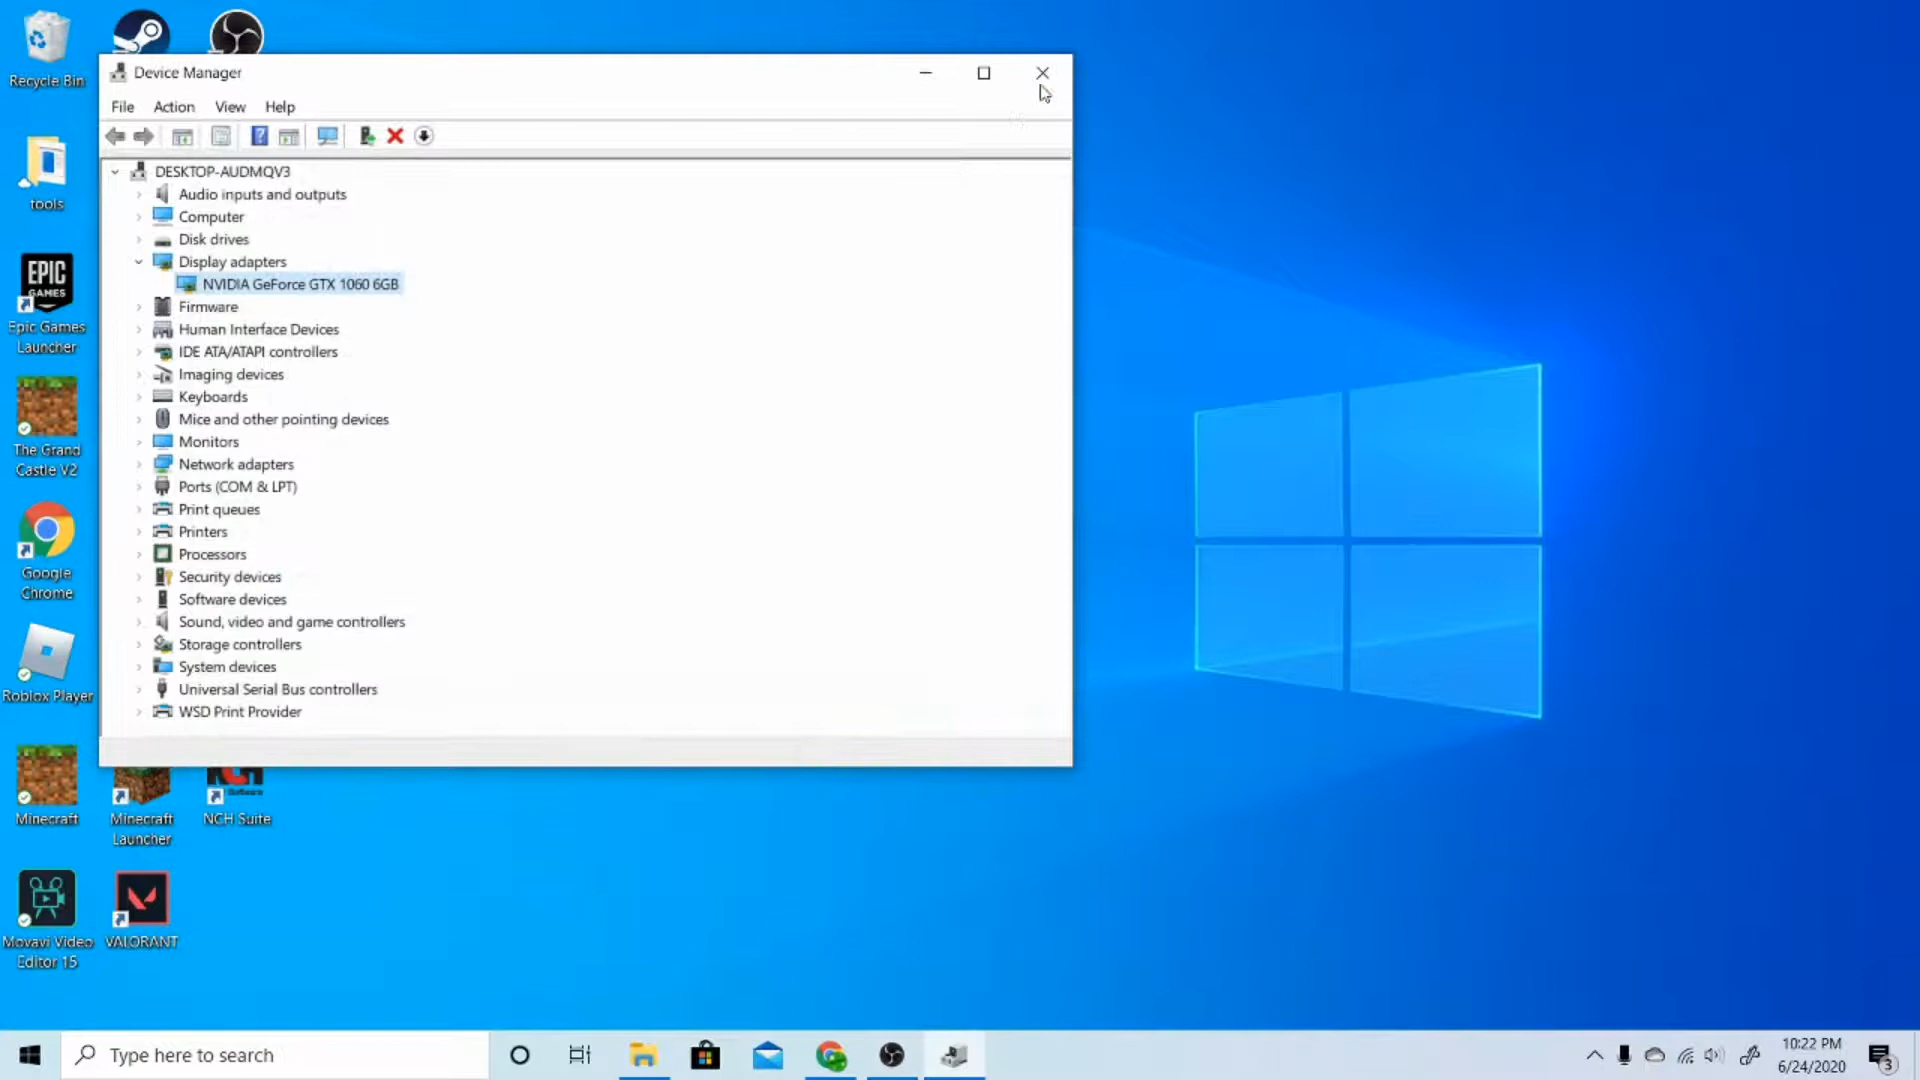 Recycle Bin
tools
EPIC
GAMES
Epic Games
Launcher
The Grand
Castle V2
Google
Chrome
Roblox Player
Minecraft
Minecraft
Launcher
Software
NCH Suite
Movavi Video
Editor 15
VALORANT
Device Manager
File Action View Help
DESKTOP-AUDMQV3
Audio inputs and outputs
Computer
Disk drives
Display adapters
NVIDIA GeForce GTX 1060 6GB
Firmware
Human Interface Devices
IDE ATA/ATAPI controllers
Imaging devices
Keyboards
Mice and other pointing devices
Monitors
Network adapters
Ports (COM & LPT)
Print queues
Printers
Processors
Security devices
Software devices
Sound, video and game controllers
Storage controllers
System devices
Universal Serial Bus controllers
WSD Print Provider
Type here to search
10:22 PM
6/24/2020
3